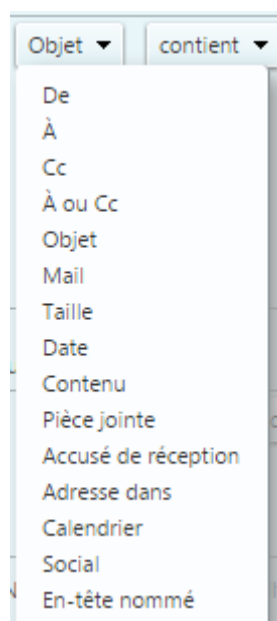 Objet contient
De
À
Cc
À ou Cc
Objet
Mail
Taille
Date
Contenu
Pièce jointe
Accusé de réception
Adresse dans
Calendrier
Social
En-tête nommé